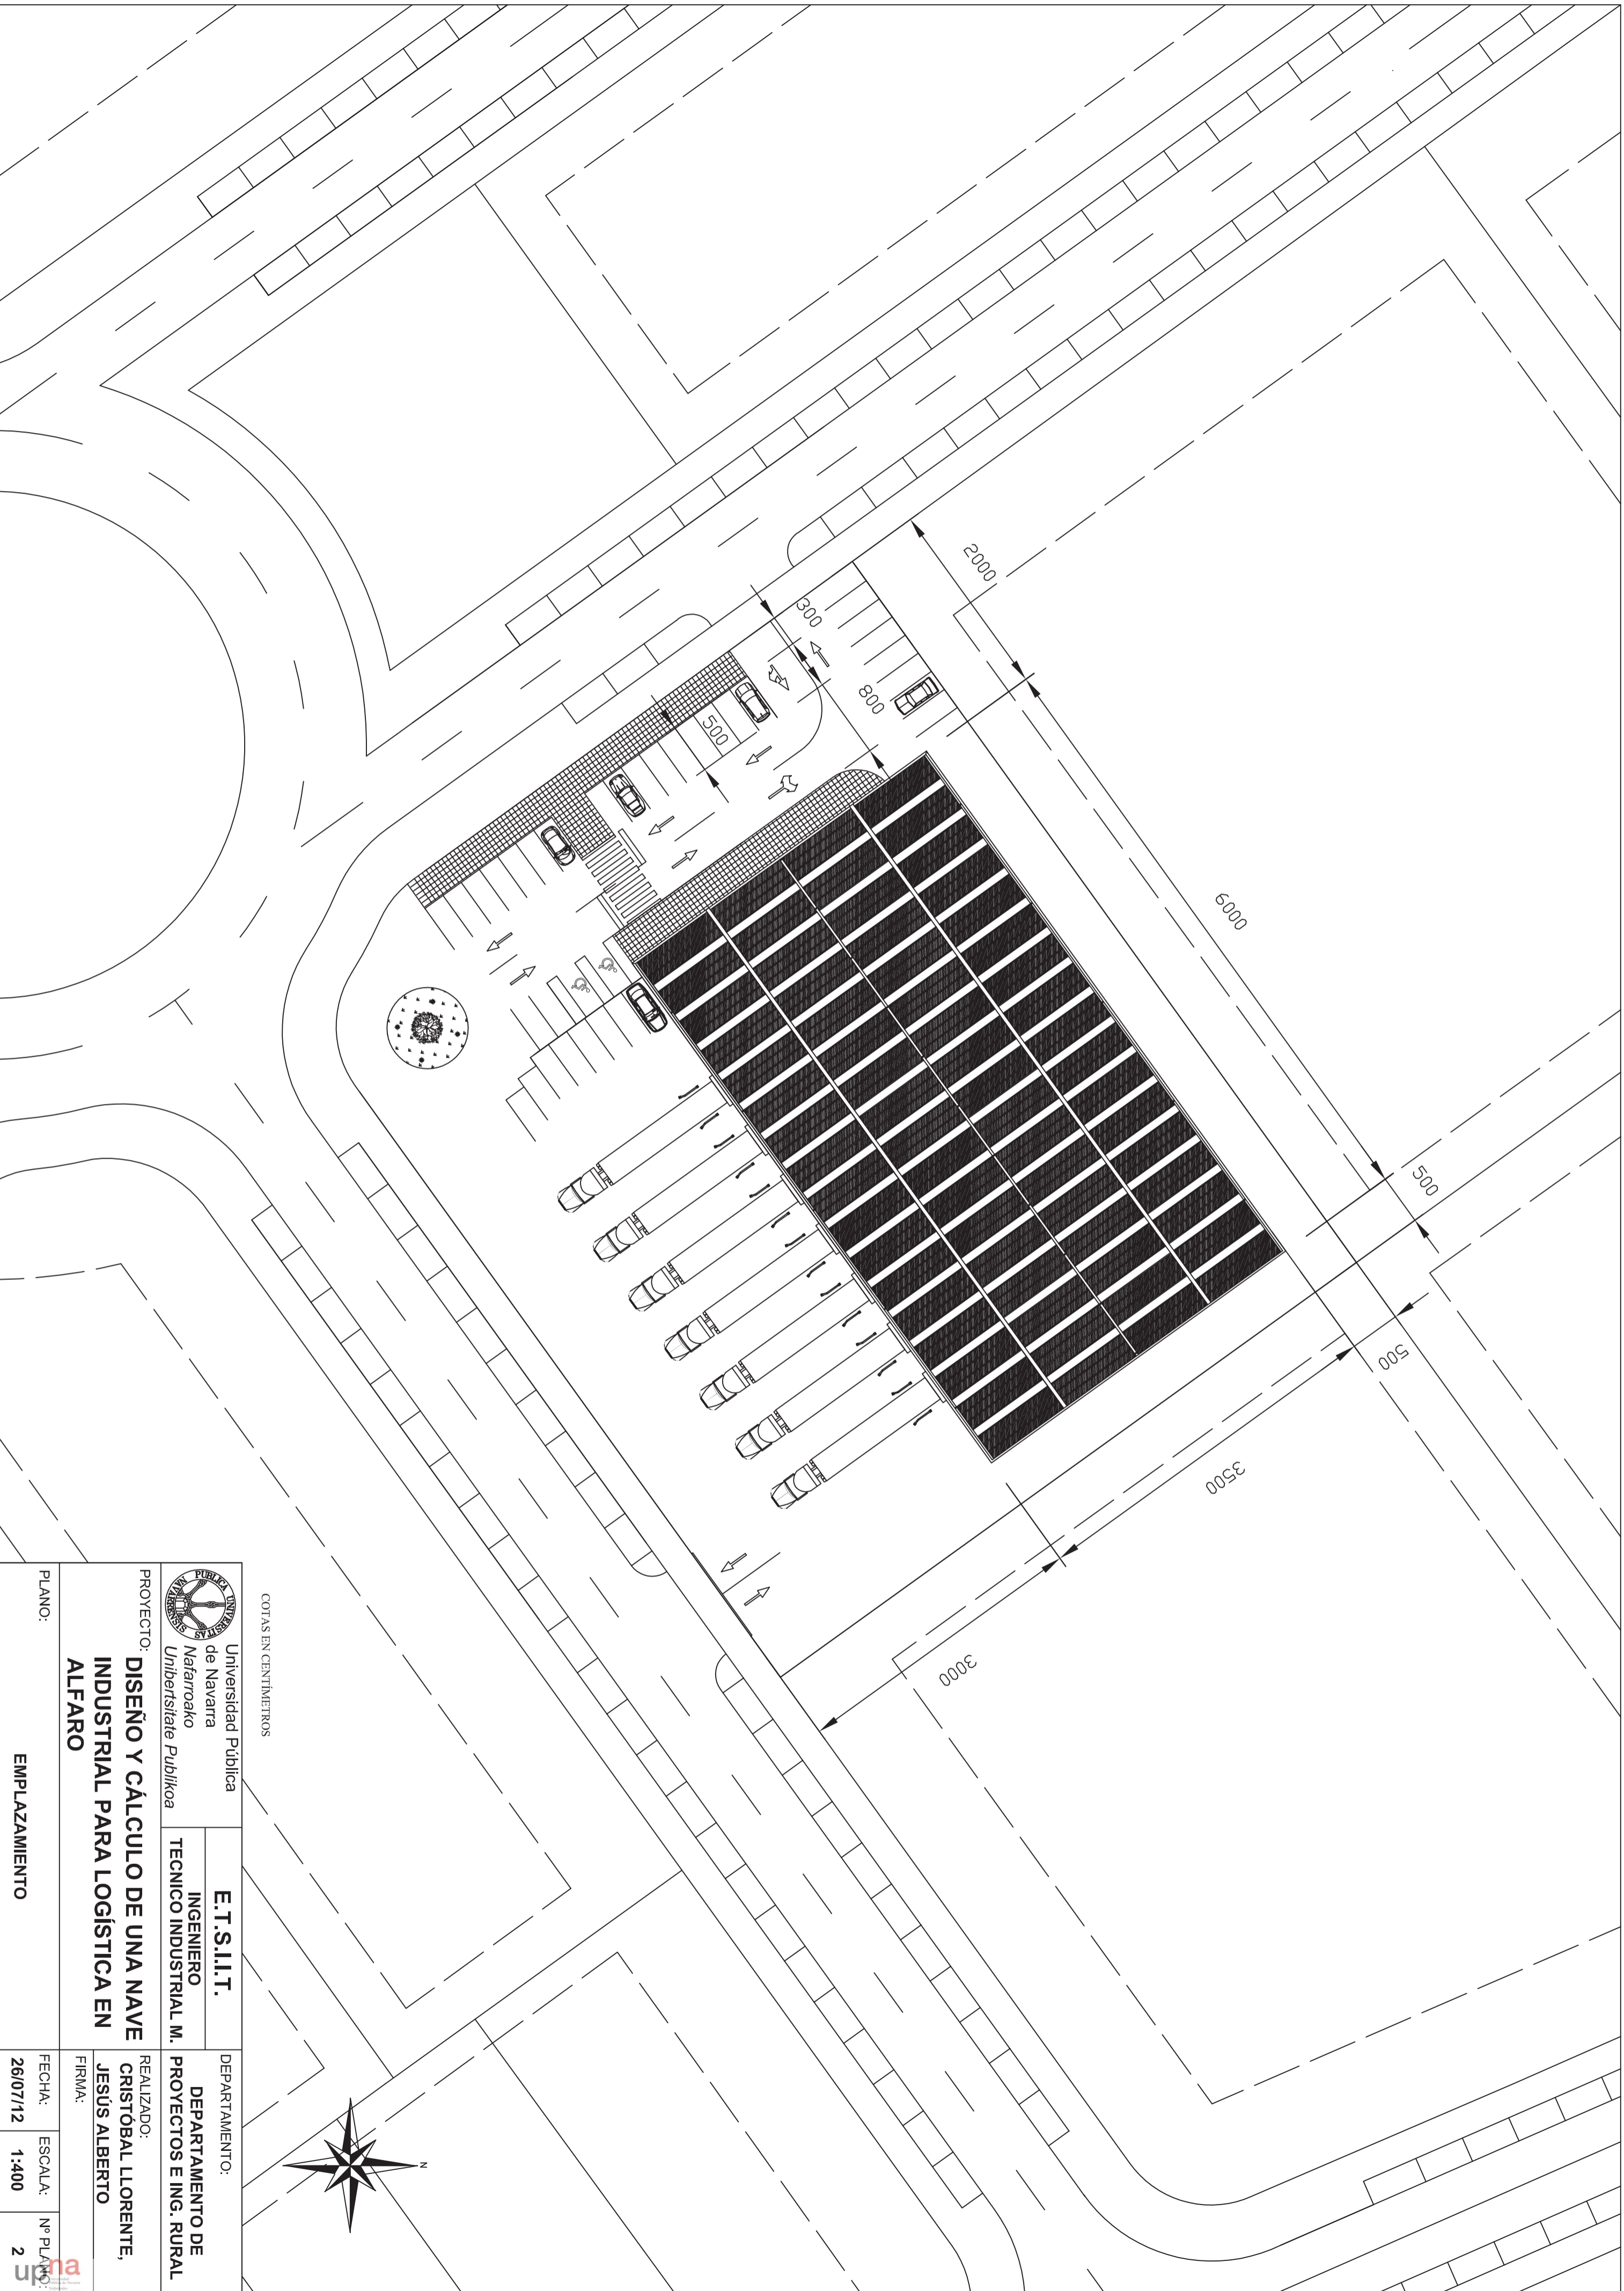 2000
300
800
500
6000
500
500
3500
3000
COTAS EN CENTÍMETROS
PUBLICA UNIVERSITAS NAVARRENSIS
Universidad Pública
de Navarra
Nafarroako
Unibertsitate Publikoa
E.T.S.I.I.T.
INGENIERO
TECNICO INDUSTRIAL M.
DEPARTAMENTO:
DEPARTAMENTO DE
PROYECTOS E ING. RURAL
PROYECTO:
DISEÑO Y CÁLCULO DE UNA NAVE
INDUSTRIAL PARA LOGÍSTICA EN
ALFARO
REALIZADO:
CRISTÓBAL LLORENTE,
JESÚS ALBERTO
FIRMA:
PLANO:
EMPLAZAMIENTO
FECHA:
26/07/12
ESCALA:
1:400
Nº PLANO:
2
N
upna